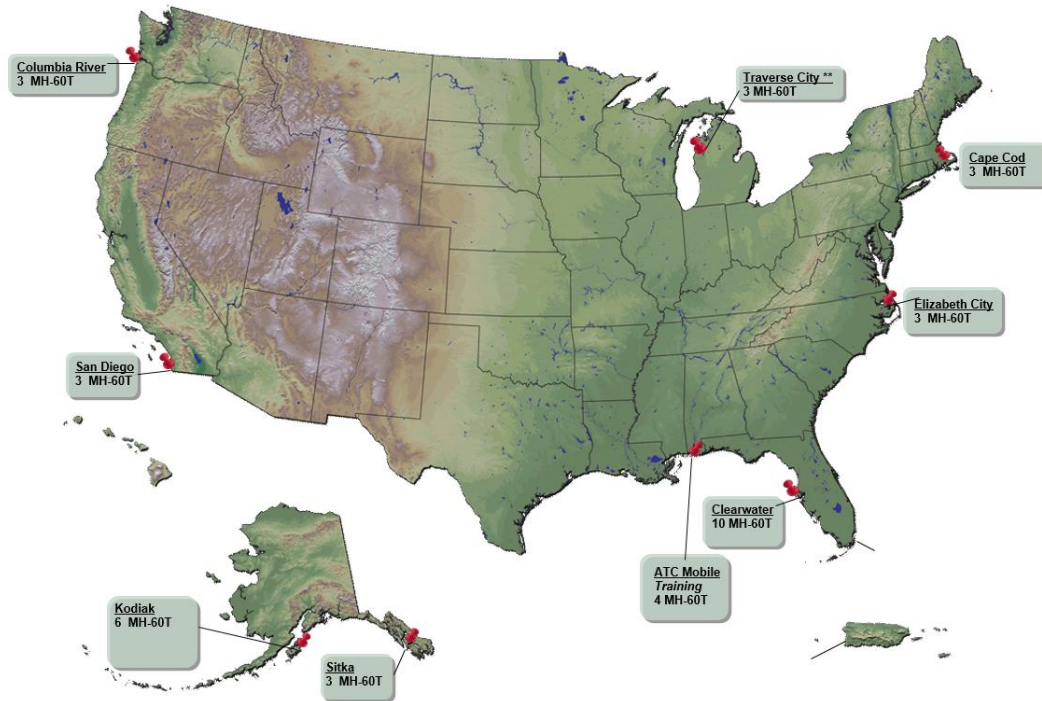 Columbia River
3 MH-60T
Traverse City **
3 MH-60T
Cape Cod
3 MH-60T
Elizabeth City
3 MH-60T
San Diego
3 MH-60T
Clearwater
10 MH-60T
ATC Mobile
Training
4 MH-60T
Kodiak
6 MH-60T
Sitka
3 MH-60T